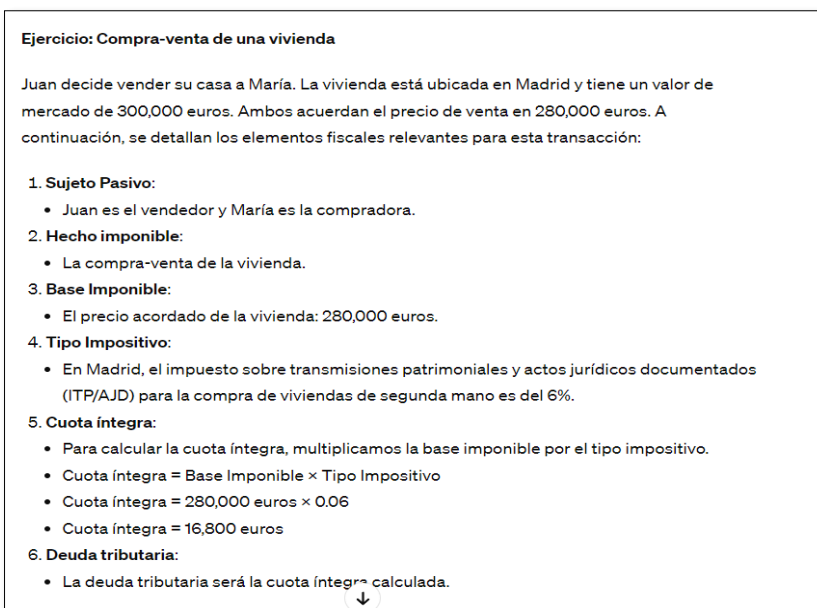 Ejercicio: Compra-venta de una vivienda
Juan decide vender su casa a María. La vivienda está ubicada en Madrid y tiene un valor de
mercado de 300,000 euros. Ambos acuerdan el precio de venta en 280,000 euros. A
continuación, se detallan los elementos fiscales relevantes para esta transacción:
1. Sujeto Pasivo:
• Juan es el vendedor y María es la compradora.
2. Hecho imponible:
• La compra-venta de la vivienda.
3. Base Imponible:
• El precio acordado de la vivienda: 280,000 euros.
4. Tipo Impositivo:
• En Madrid, el impuesto sobre transmisiones patrimoniales y actos jurídicos documentados
(ITP/AJD) para la compra de viviendas de segunda mano es del 6%.
5. Cuota íntegra:
• Para calcular la cuota íntegra, multiplicamos la base imponible por el tipo impositivo.
• Cuota íntegra = Base Imponible × Tipo Impositivo
• Cuota íntegra = 280,000 euros × 0.06
• Cuota íntegra = 16,800 euros
6. Deuda tributaria:
• La deuda tributaria será la cuota íntegra calculada.